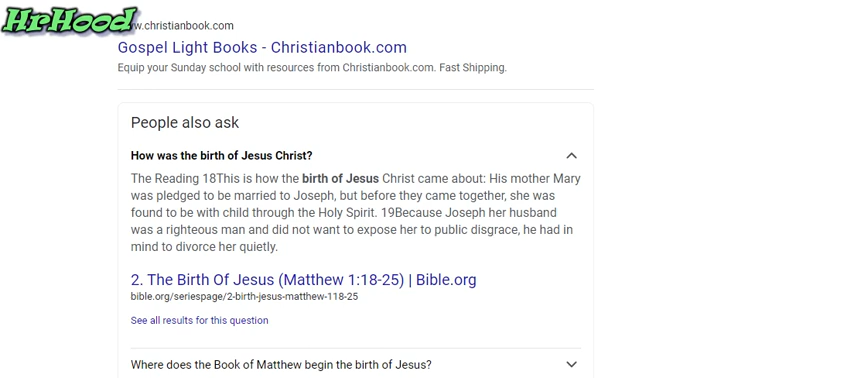 HrHood
ww.christianbook.com
Gospel Light Books - Christianbook.com
Equip your Sunday school with resources from Christianbook.com. Fast Shipping.
People also ask
How was the birth of Jesus Christ?
The Reading 18This is how the birth of Jesus Christ came about: His mother Mary
was pledged to be married to Joseph, but before they came together, she was
found to be with child through the Holy Spirit. 19Because Joseph her husband
was a righteous man and did not want to expose her to public disgrace, he had in
mind to divorce her quietly.
2. The Birth Of Jesus (Matthew 1:18-25) | Bible.org
bible.org/seriespage/2-birth-jesus-matthew-118-25
See all results for this question
Where does the Book of Matthew begin the birth of Jesus?